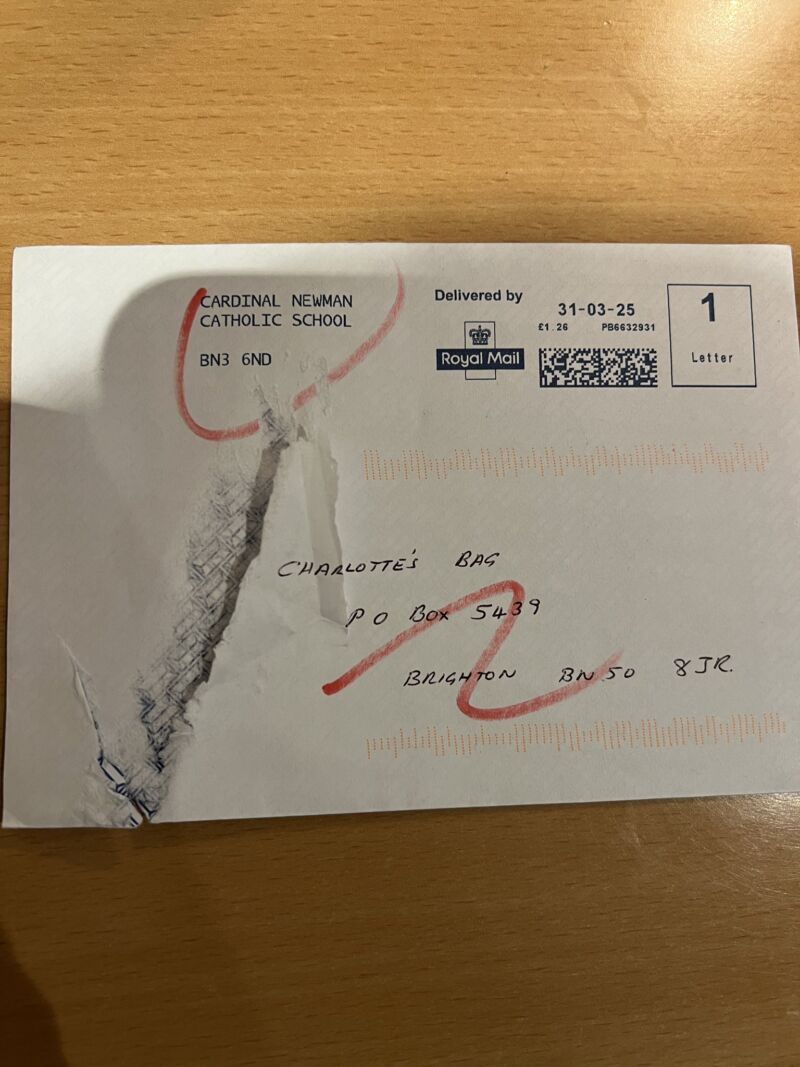 CARDINAL NEWMAN
CATHOLIC SCHOOL
BN3 6ND
Delivered by
Royal Mail
31-03-25
£1.26 PB6632931
1
Letter
CHARLOTTE'S BAG
P O BOX 5439
BRIGHTON BN50 8JR.